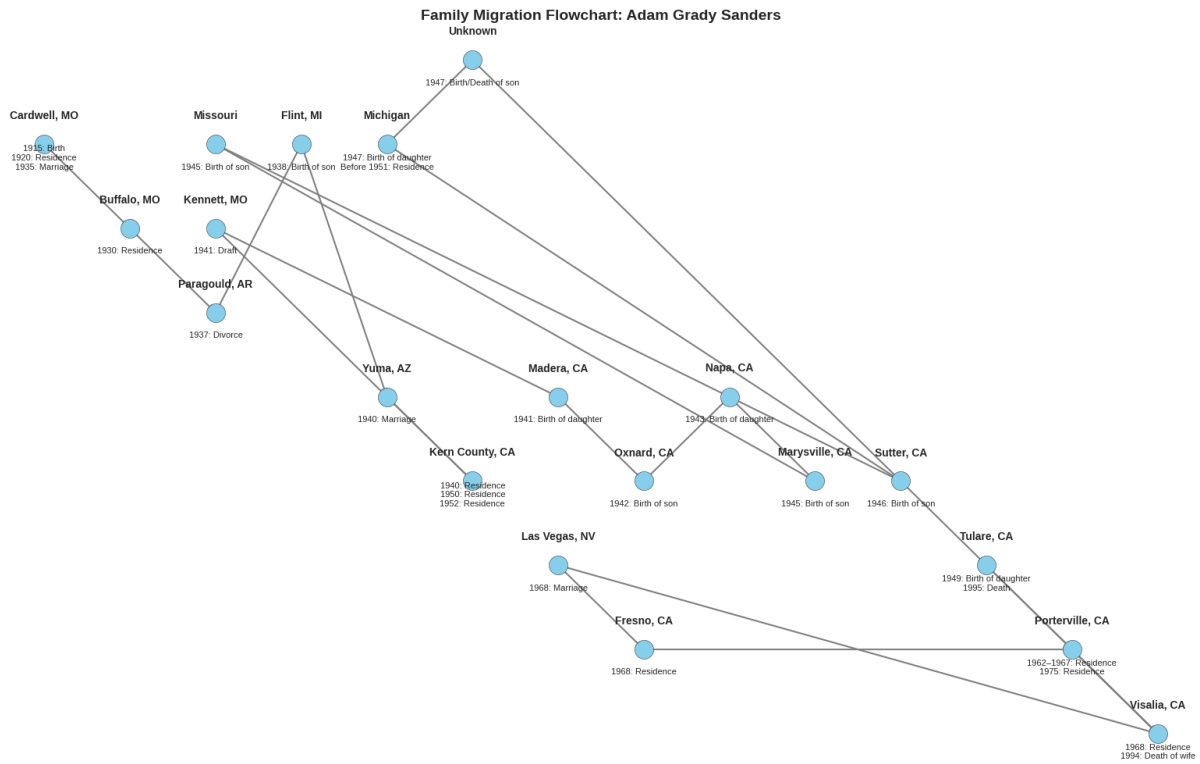 Family Migration Flowchart: Adam Grady Sanders
Unknown
1947: Birth/Death of son
Cardwell, MO
1915: Birth
1920: Residence
1935: Marriage
Missouri
1945: Birth of son
Flint, MI
1938: Birth of son
Michigan
1947: Birth of daughter
Before 1951: Residence
Buffalo, MO
1930: Residence
Kennett, MO
1941: Draft
Paragould, AR
1937: Divorce
Yuma, AZ
1940: Marriage
Madera, CA
1941: Birth of daughter
Napa, CA
1943: Birth of daughter
Kern County, CA
1940: Residence
1950: Residence
1952: Residence
Oxnard, CA
1942: Birth of son
Marysville, CA
1945: Birth of son
Sutter, CA
1946: Birth of son
Las Vegas, NV
1968: Marriage
Tulare, CA
1949: Birth of daughter
1995: Death
Fresno, CA
1968: Residence
Porterville, CA
1962–1967: Residence
1975: Residence
Visalia, CA
1968: Residence
1994: Death of wife